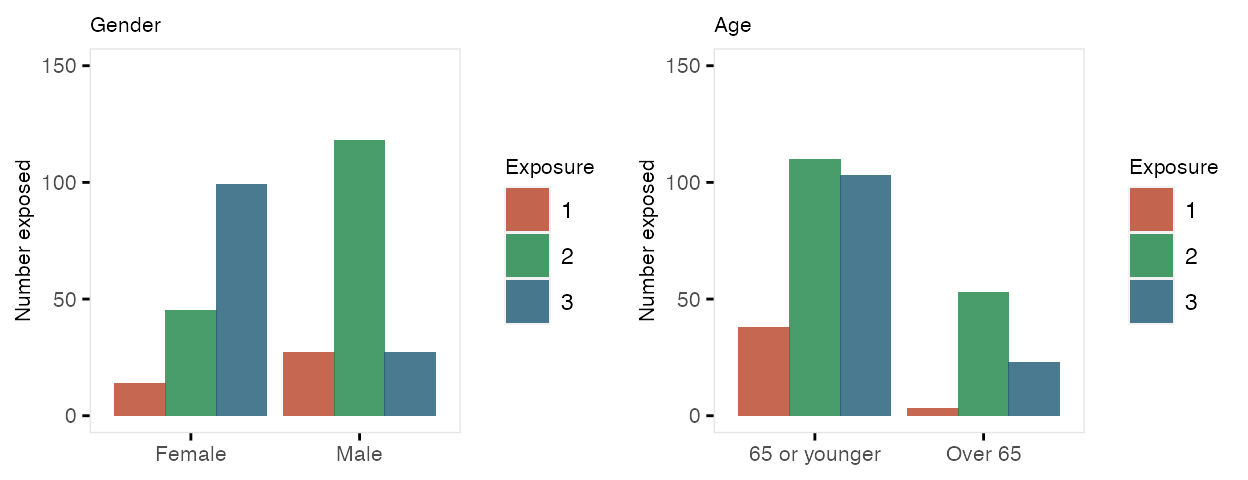 Gender
150
100
50
0
Number exposed
Female Male
Exposure
1
2
3
Age
150
100
50
0
Number exposed
65 or younger Over 65
Exposure
1
2
3